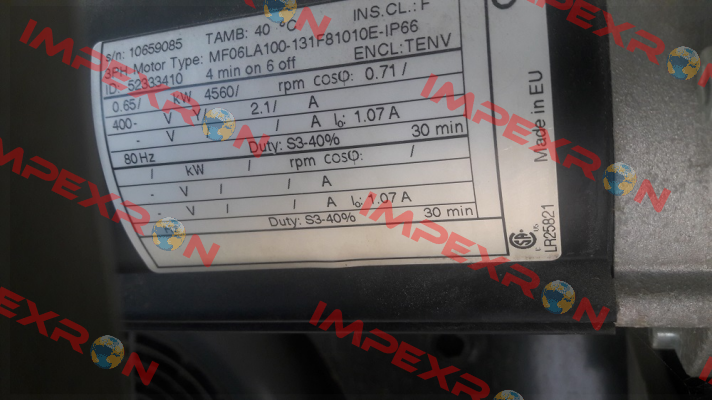 s/n: 10659085 TAMB: 40 °C INS.CL.: F
3PH Motor Type: MF06LA100-131F81010E-IP66
ID: 52333410 4 min on 6 off ENCL:TENV
0.65/ kW 4560/ rpm cosφ: 0.71/
400- V V/ 2.1/ A
- V / / A I₀: 1.07 A
80 Hz Duty: S3-40% 30 min
/ kW / rpm cosφ: /
- V / / A
- V / / A I₀: 1.07 A
Duty: S3-40% 30 min
Made in EU
LR25821
IMPEXRON
IMPEXRON
IMPEXRON
IMPEXRON
IMPEXRON